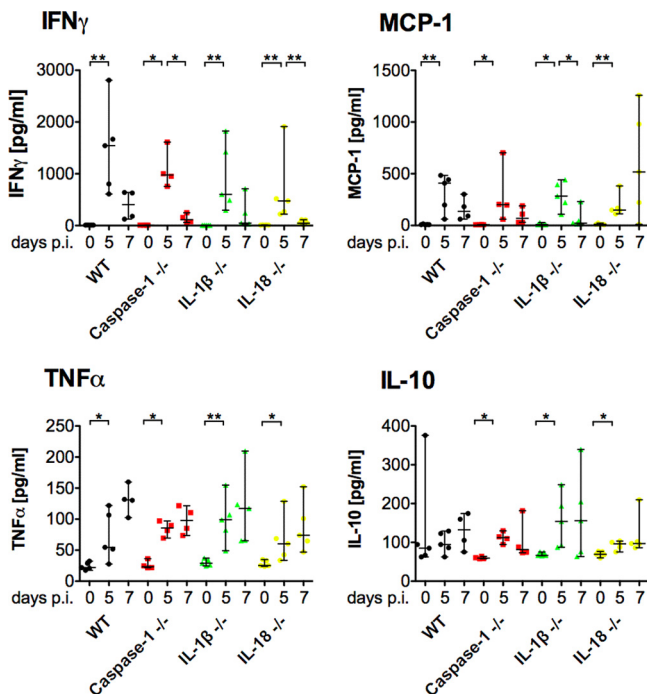 IFNγ
** * * ** ** **
3000
2000
1000
0
IFNγ [pg/ml]
days p.i. 0 5 7 0 5 7 0 5 7 0 5 7
WT
Caspase-1 -/-
IL-1β -/-
IL-18 -/-
MCP-1
** * * * **
1500
1000
500
0
MCP-1 [pg/ml]
days p.i. 0 5 7 0 5 7 0 5 7 0 5 7
WT
Caspase-1 -/-
IL-1β -/-
IL-18 -/-
TNFα
* * ** *
250
200
150
100
50
0
TNFα [pg/ml]
days p.i. 0 5 7 0 5 7 0 5 7 0 5 7
WT
Caspase-1 -/-
IL-1β -/-
IL-18 -/-
IL-10
* * *
400
300
200
100
0
IL-10 [pg/ml]
days p.i. 0 5 7 0 5 7 0 5 7 0 5 7
WT
Caspase-1 -/-
IL-1β -/-
IL-18 -/-